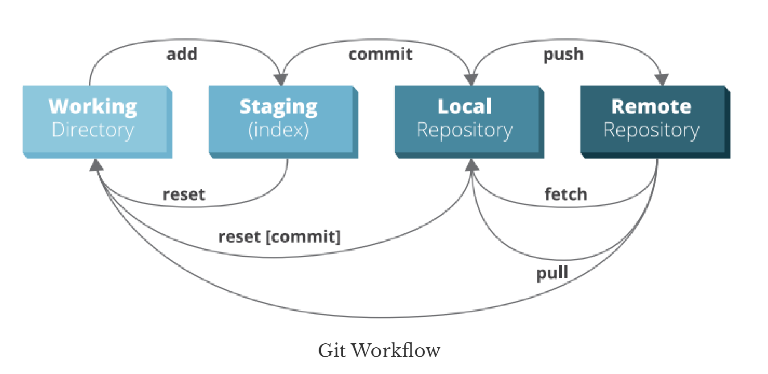 add
commit
push
Working
Directory
Staging
(index)
Local
Repository
Remote
Repository
reset
fetch
reset [commit]
pull
Git Workflow